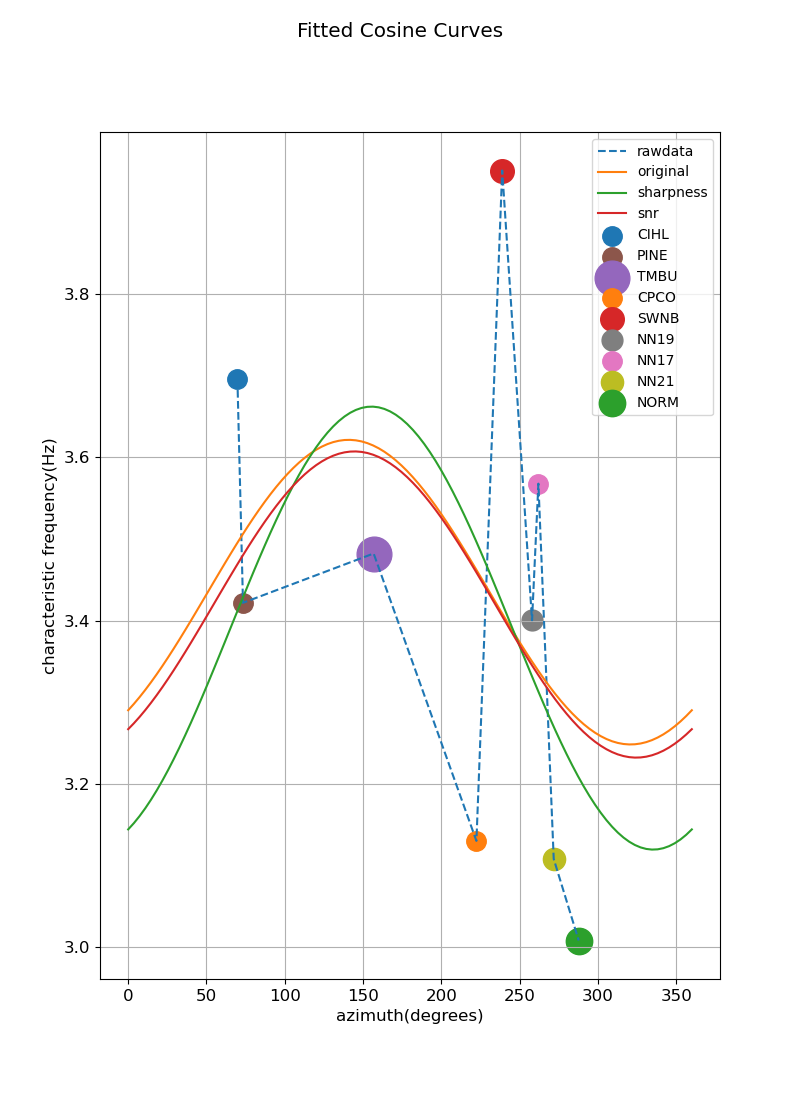 Fitted Cosine Curves
rawdata
original
sharpness
snr
CIHL
PINE
TMBU
CPCO
SWNB
NN19
NN17
NN21
NORM
characteristic frequency(Hz)
3.8
3.6
3.4
3.2
3.0
0 50 100 150 200 250 300 350
azimuth(degrees)